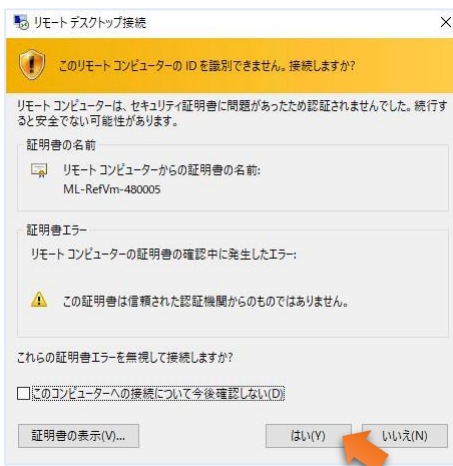 リモート デスクトップ接続
このリモート コンピューターの ID を識別できません。接続しますか?
リモート コンピューターは、セキュリティ証明書に問題があったため認証されませんでした。続行す
ると安全でない可能性があります。
証明書の名前
リモート コンピューターからの証明書の名前:
ML-RefVm-480005
証明書エラー
リモート コンピューターの証明書の確認中に発生したエラー:
この証明書は信頼された認証機関からのものではありません。
これらの証明書エラーを無視して接続しますか?
このコンピューターへの接続について今後確認しない(D)
証明書の表示(V)...
はい(Y)
いいえ(N)